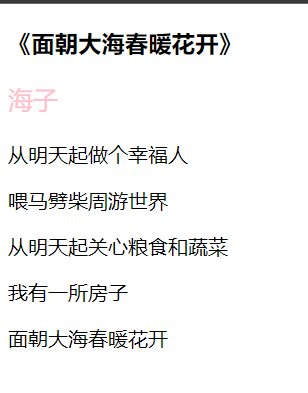 《面朝大海春暖花开》
海子
从明天起做个幸福人
喂马劈柴周游世界
从明天起关心粮食和蔬菜
我有一所房子
面朝大海春暖花开